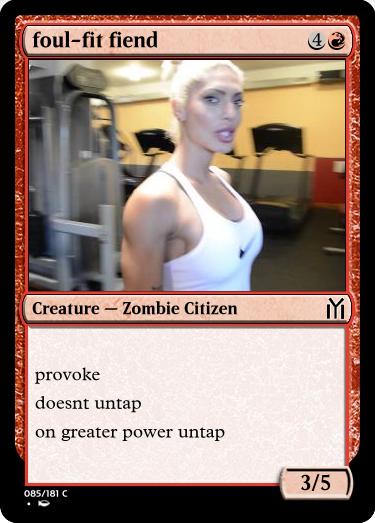 foul-fit fiend 4
Creature — Zombie Citizen
provoke
doesnt untap
on greater power untap
3/5
085/181 C